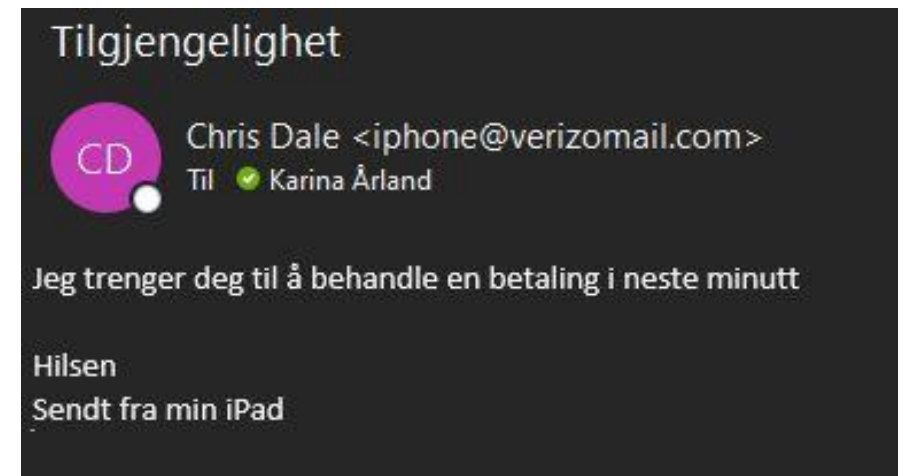 Tilgjengelighet
CD
Chris Dale <iphone@verizomail.com>
Til Karina Årland
Jeg trenger deg til å behandle en betaling i neste minutt
Hilsen
Sendt fra min iPad